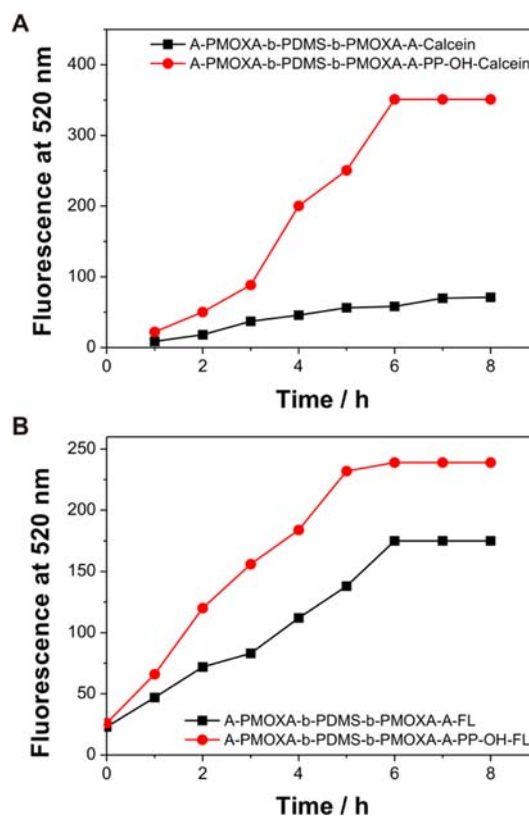 A
A-PMOXA-b-PDMS-b-PMOXA-A-Calcein
A-PMOXA-b-PDMS-b-PMOXA-A-PP-OH-Calcein
Fluorescence at 520 nm
350
300
200
100
0
0 2 4 6 8
Time / h
B
250
200
150
100
50
0
Fluorescence at 520 nm
A-PMOXA-b-PDMS-b-PMOXA-A-FL
A-PMOXA-b-PDMS-b-PMOXA-A-PP-OH-FL
0 2 4 6 8
Time / h